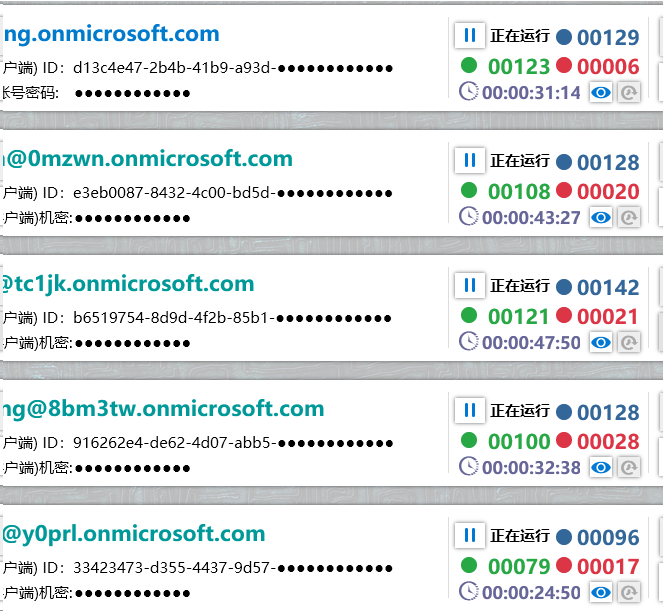 ng.onmicrosoft.com
正在运行 00129
户端) ID: d13c4e47-2b4b-41b9-a93d-●●●●●●●●●●●●
00123 00006
帐号密码: ●●●●●●●●●●●●
00:00:31:14
@0mzwn.onmicrosoft.com
正在运行 00128
户端) ID: e3eb0087-8432-4c00-bd5d-●●●●●●●●●●●●
00108 00020
户端)机密:●●●●●●●●●●●●
00:00:43:27
@tc1jk.onmicrosoft.com
正在运行 00142
户端) ID: b6519754-8d9d-4f2b-85b1-●●●●●●●●●●●●
00121 00021
户端)机密:●●●●●●●●●●●●
00:00:47:50
ng@8bm3tw.onmicrosoft.com
正在运行 00128
户端) ID: 916262e4-de62-4d07-abb5-●●●●●●●●●●●●
00100 00028
户端)机密:●●●●●●●●●●●●
00:00:32:38
@y0prl.onmicrosoft.com
正在运行 00096
户端) ID: 33423473-d355-4437-9d57-●●●●●●●●●●●●
00079 00017
户端)机密:●●●●●●●●●●●●
00:00:24:50